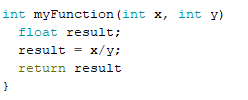 int myFunction(int x, int y)
  float result;
  result = x/y;
  return result
}